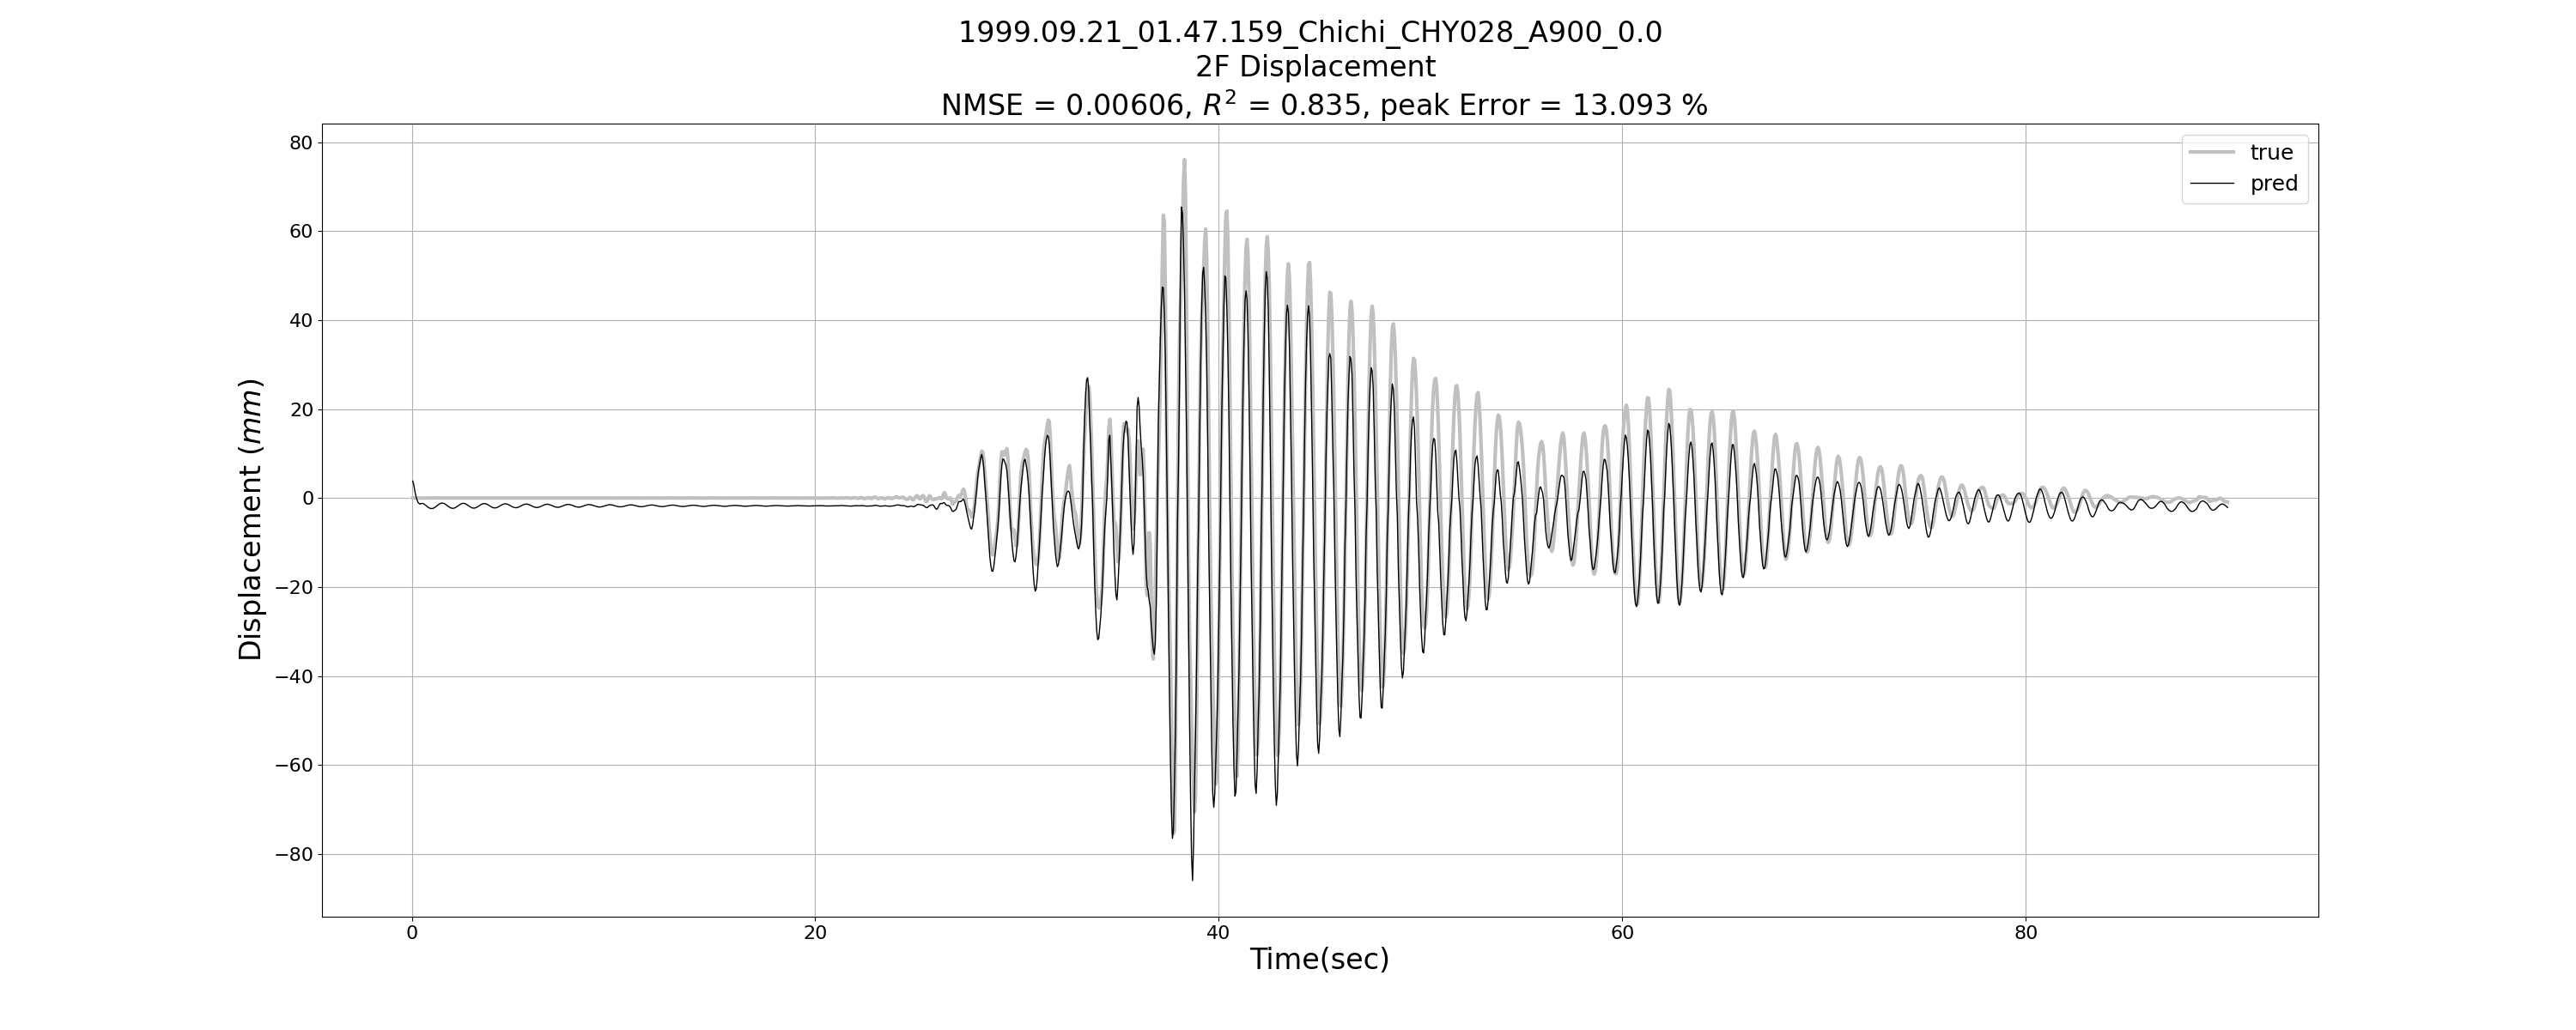 1999.09.21_01.47.159_Chichi_CHY028_A900_0.0
2F Displacement
NMSE = 0.00606, R² = 0.835, peak Error = 13.093 %
true
pred
80
60
40
20
0
−20
−40
−60
−80
Displacement (mm)
0 20 40 60 80
Time(sec)